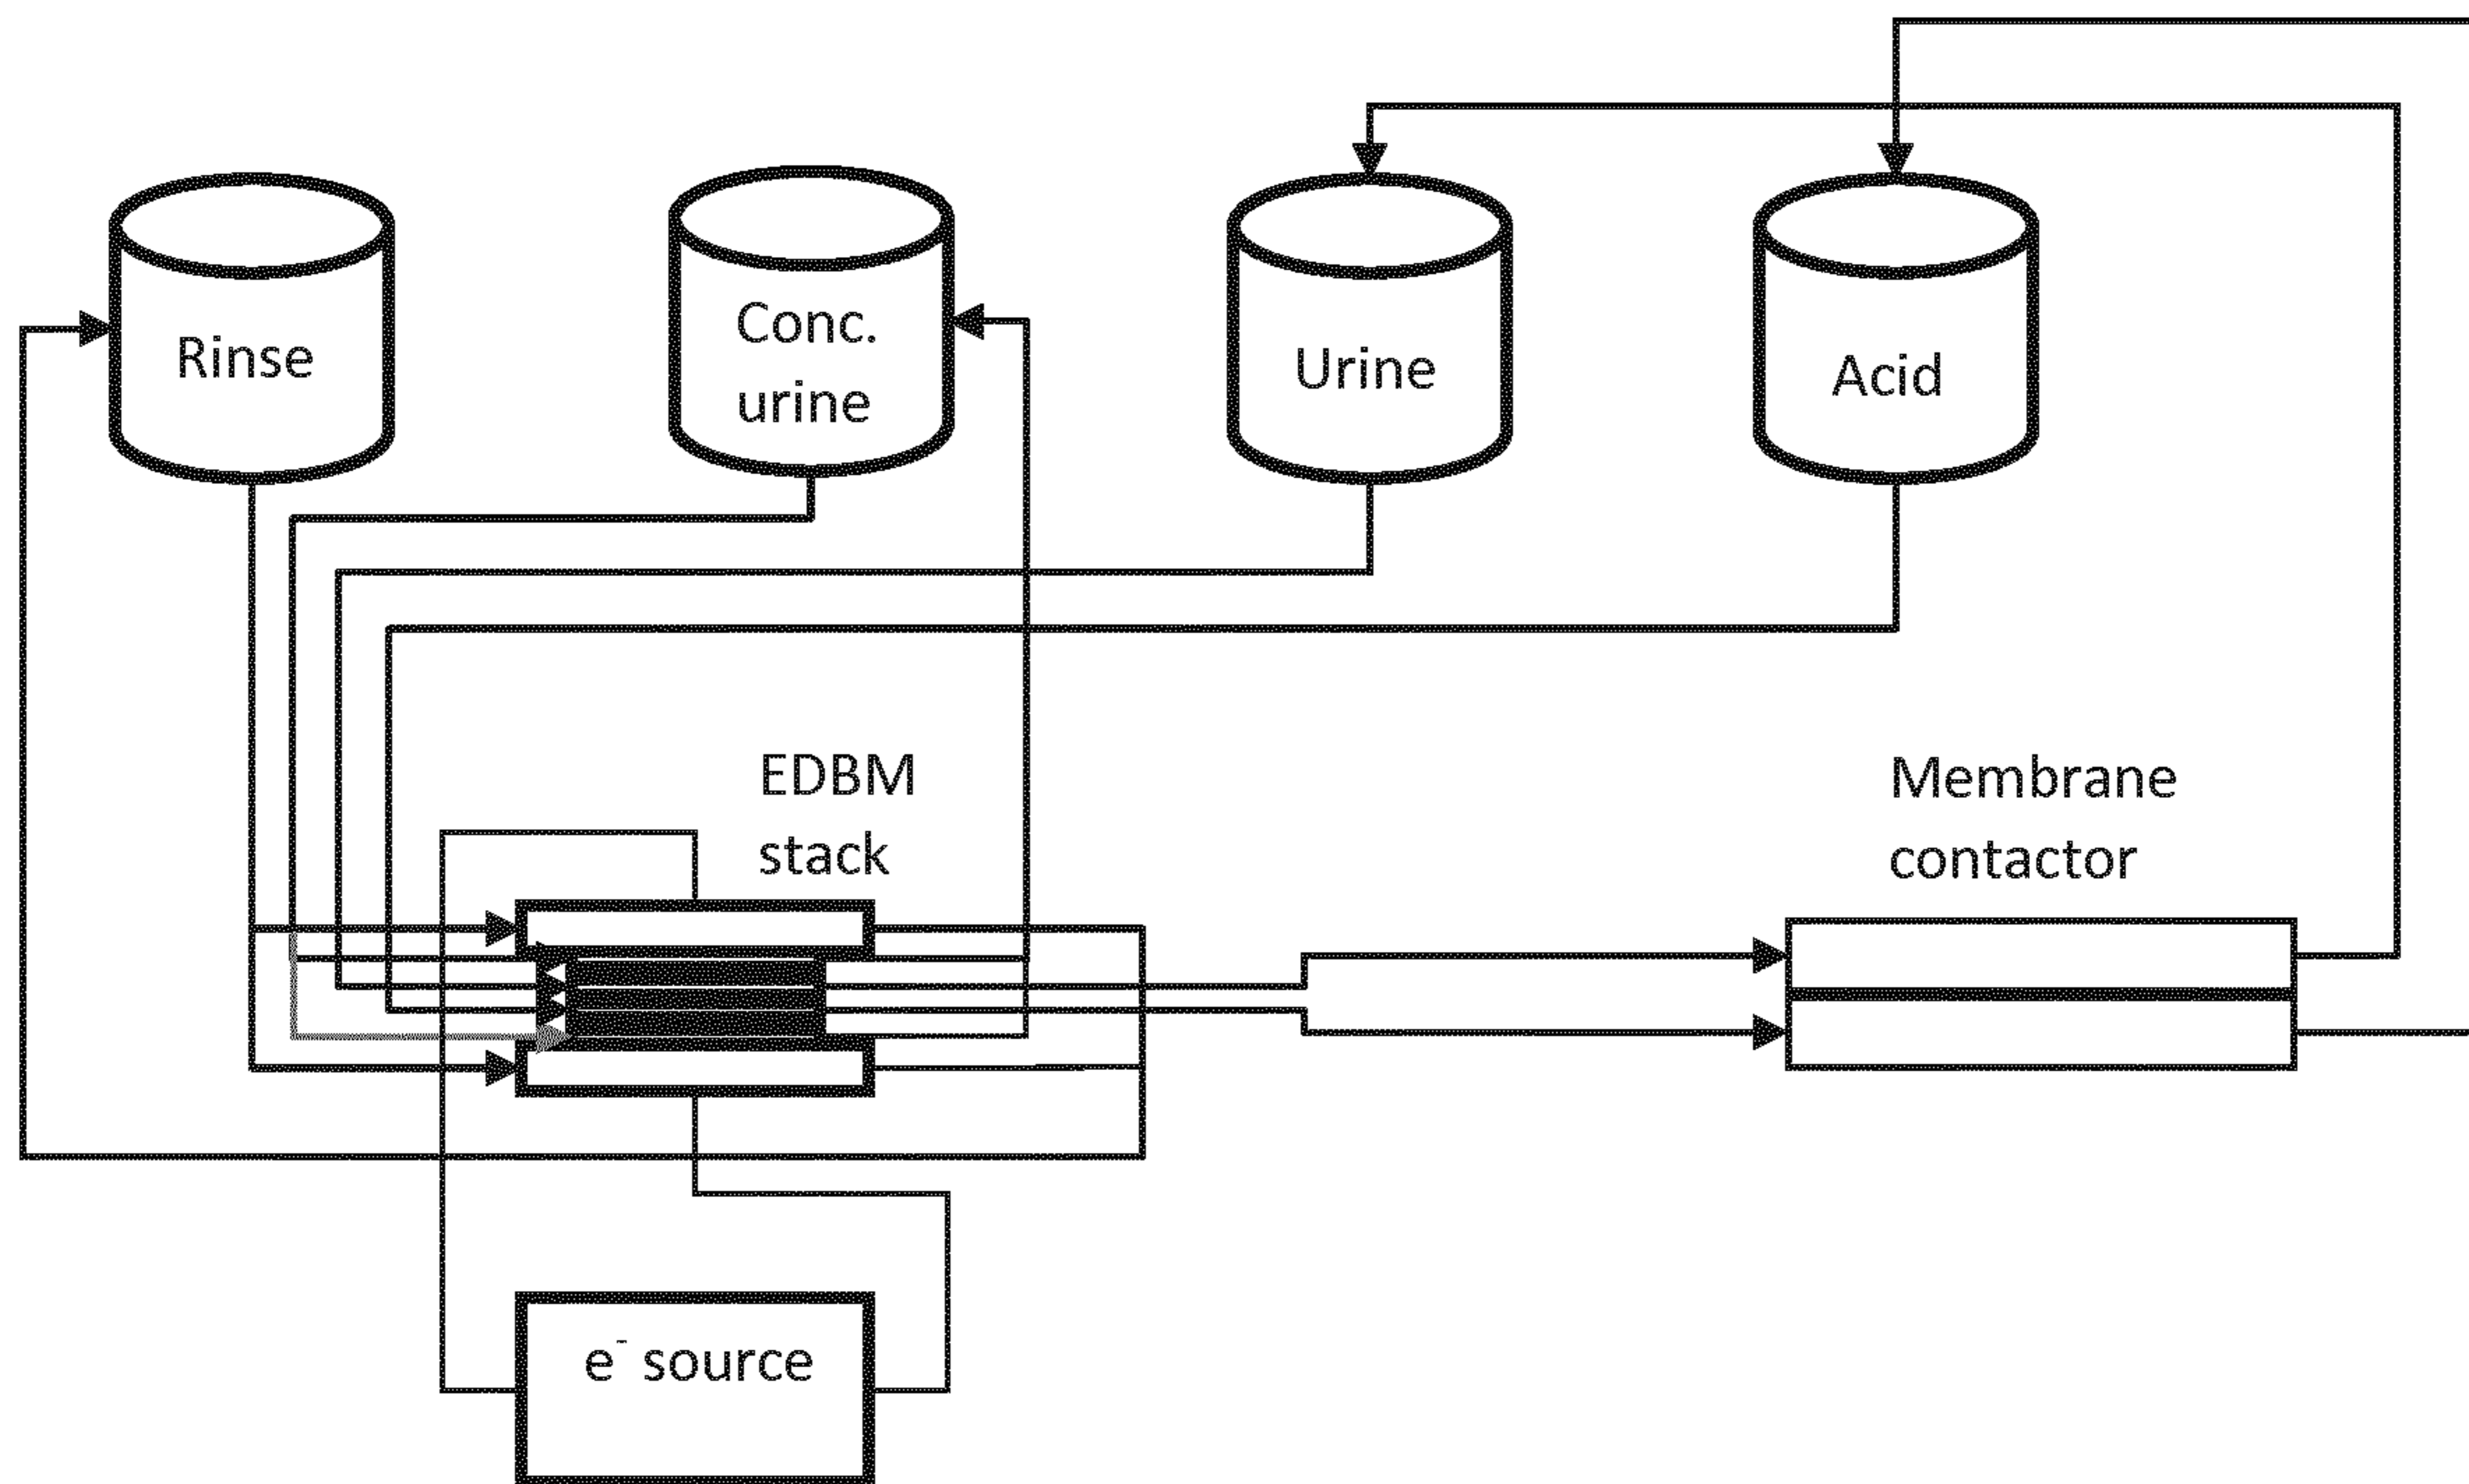 Rinse
Conc.
urine
Urine
Acid
EDBM
stack
Membrane
contactor
e⁻ source